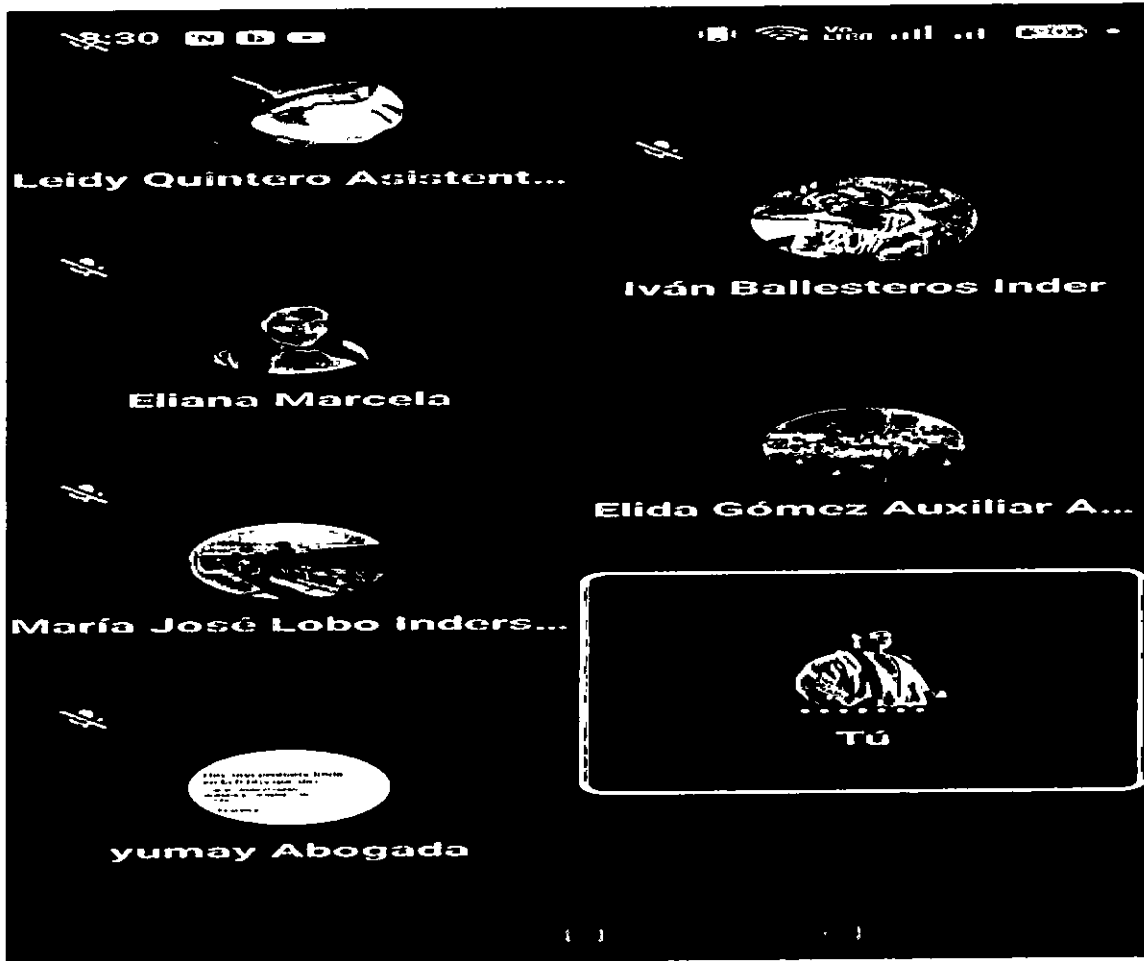 8:30
Leidy Quintero Asistent...
Iván Ballesteros Inder
Eliana Marcela
Elida Gómez Auxiliar A...
María José Lobo Inders...
Tú
yumay Abogada